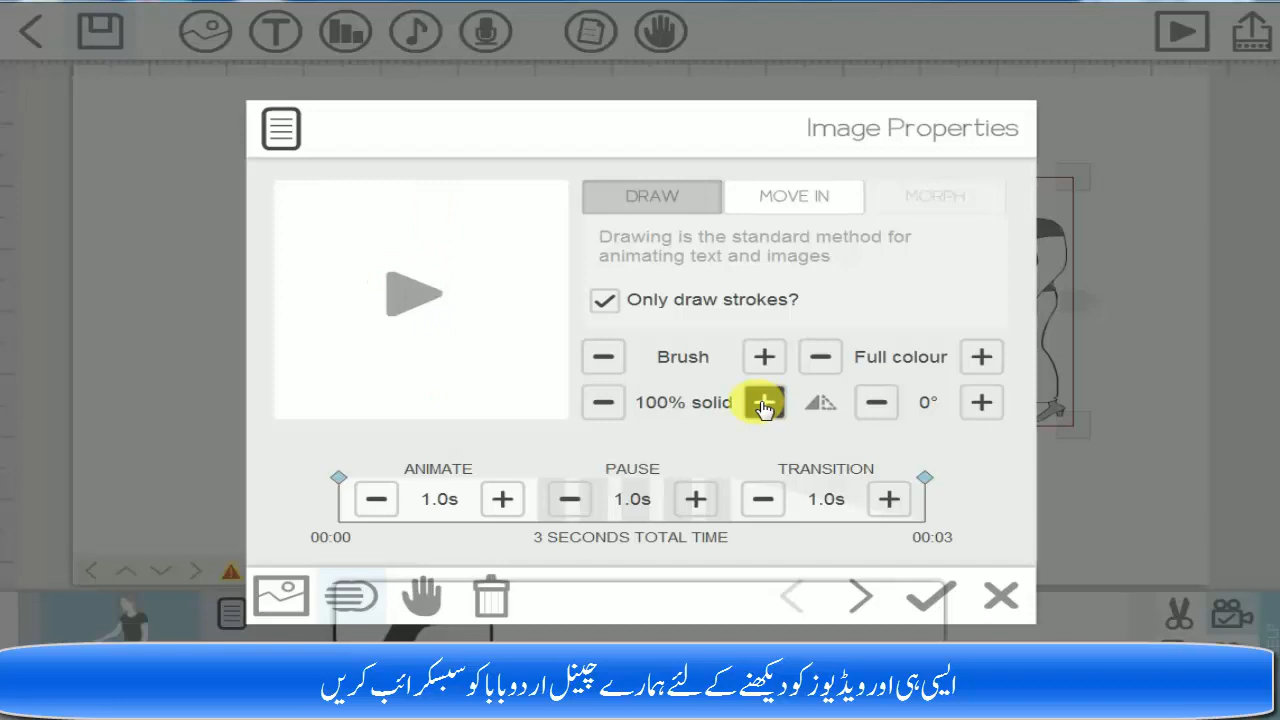 Image Properties
DRAW MOVE IN MORPH
Drawing is the standard method for
animating text and images
Only draw strokes?
Brush Full colour
100% solid 0°
ANIMATE PAUSE TRANSITION
1.0s 1.0s 1.0s
00:00 3 SECONDS TOTAL TIME 00:03
ایسی ہی اور ویڈیوز کو دیکھنے کے لئے ہمارے چینل اردو بابا کو سبسکرائب کریں